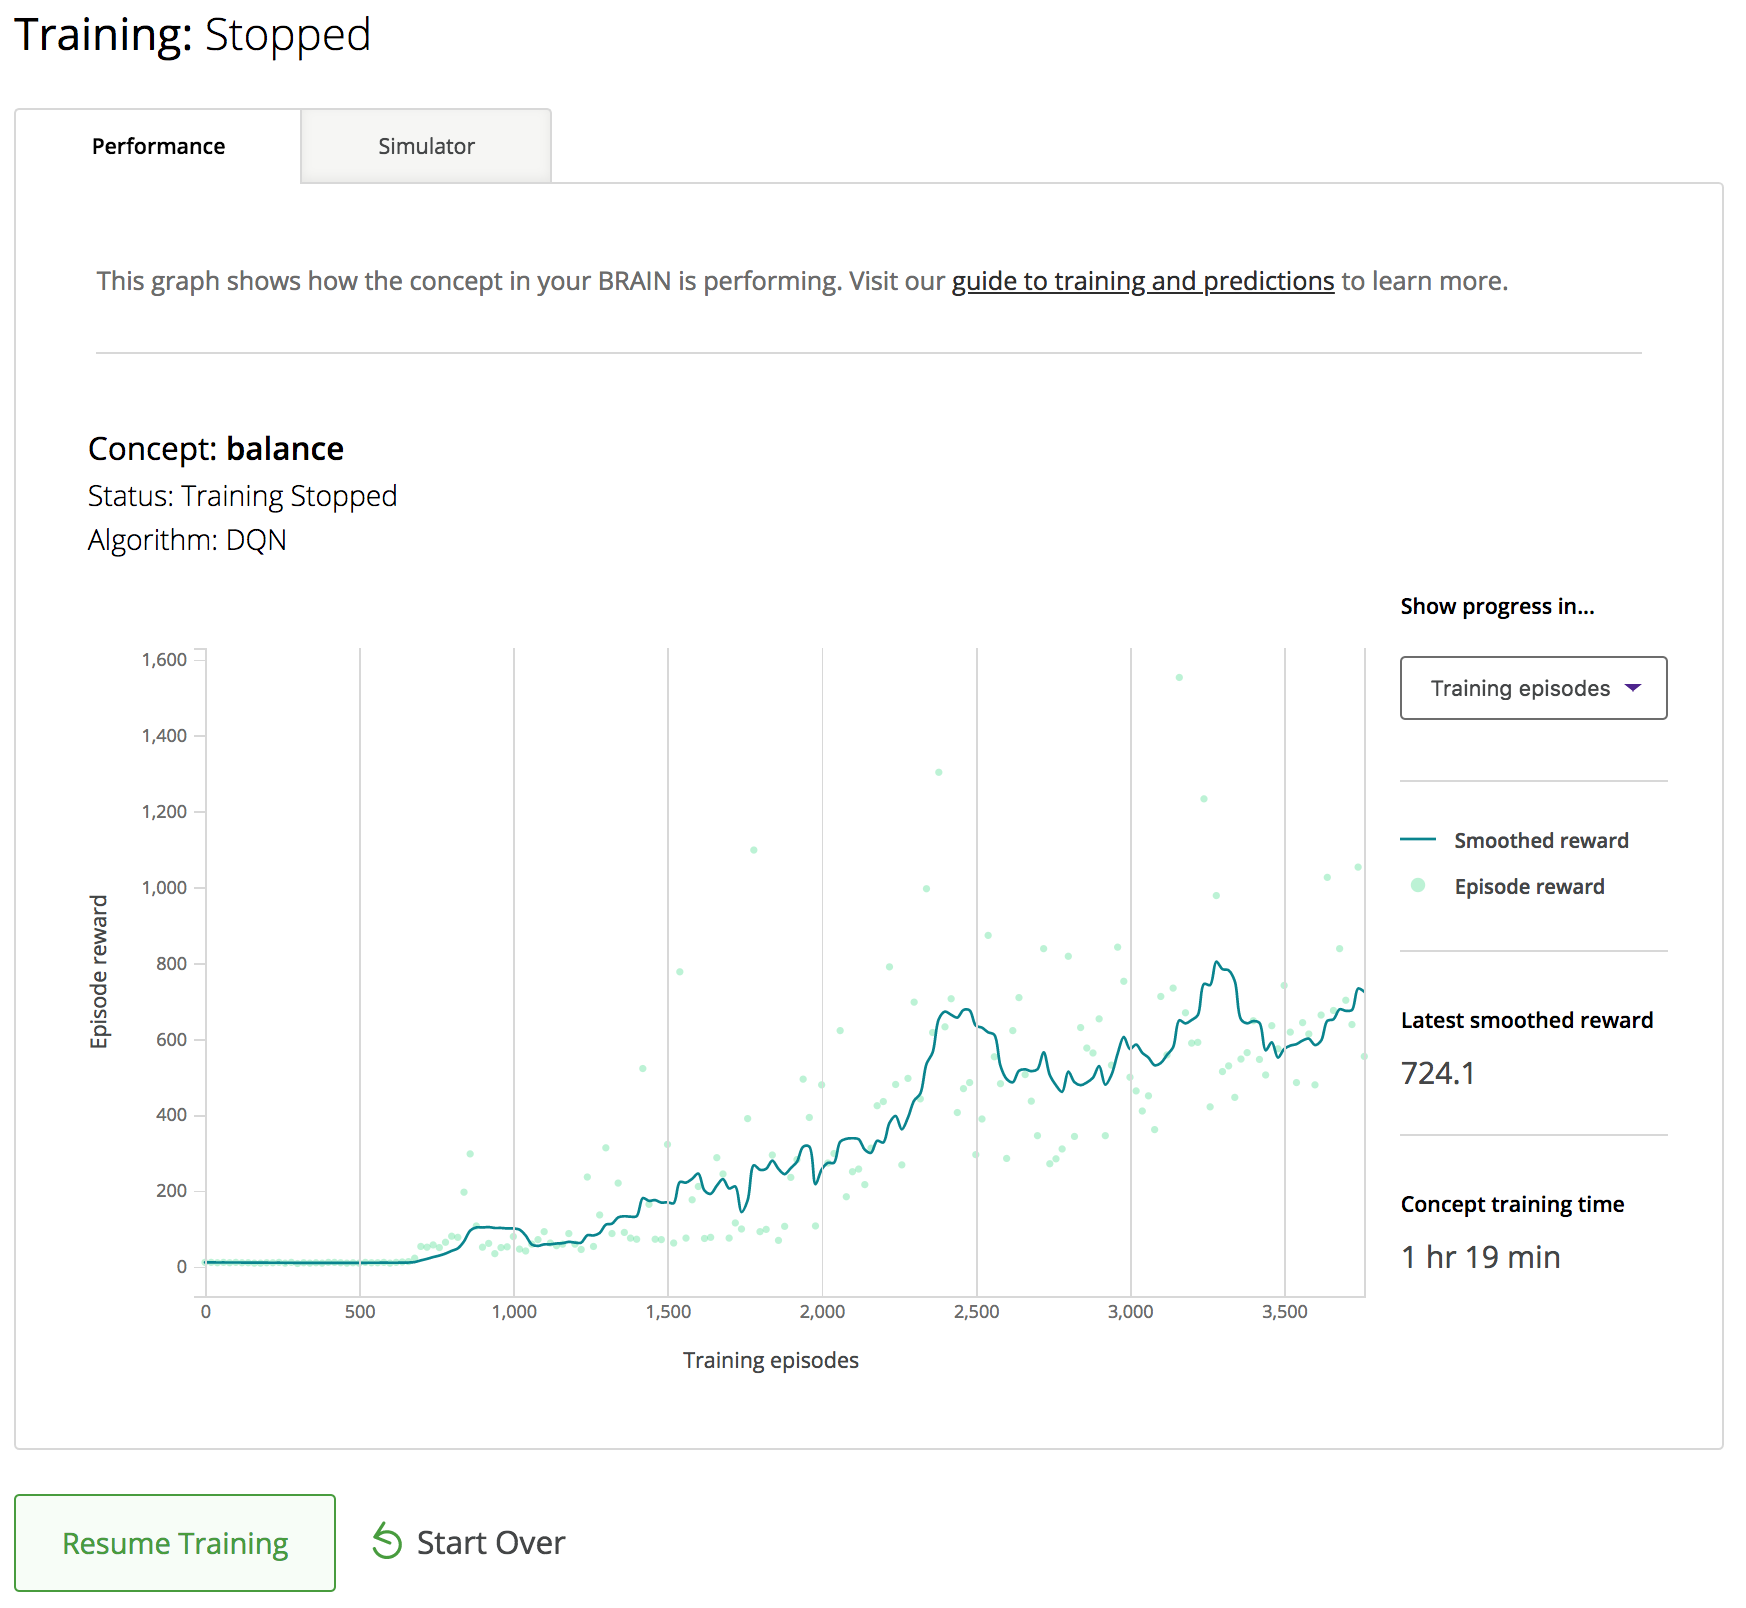 Training: Stopped
Performance
Simulator
This graph shows how the concept in your BRAIN is performing. Visit our guide to training and predictions to learn more.
Concept: balance
Status: Training Stopped
Algorithm: DQN
Show progress in...
Training episodes
Smoothed reward
Episode reward
Latest smoothed reward
724.1
Concept training time
1 hr 19 min
Episode reward
1,600
1,400
1,200
1,000
800
600
400
200
0
0 500 1,000 1,500 2,000 2,500 3,000 3,500
Training episodes
Resume Training
Start Over